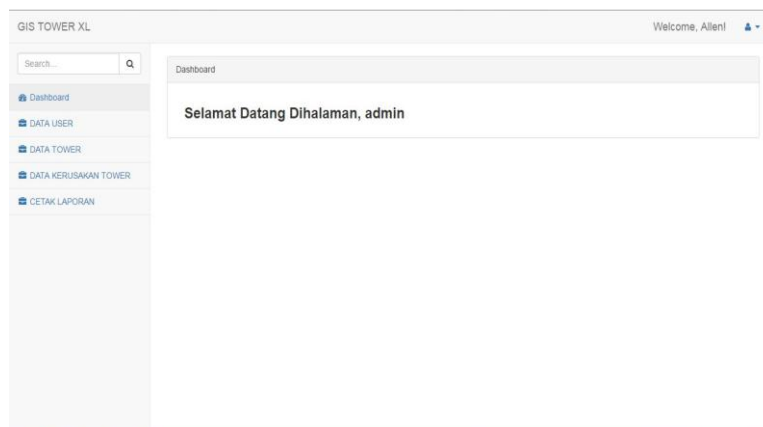 GIS TOWER XL
Welcome, Allen!
Search...
Dashboard
DATA USER
DATA TOWER
DATA KERUSAKAN TOWER
CETAK LAPORAN
Dashboard
Selamat Datang Dihalaman, admin